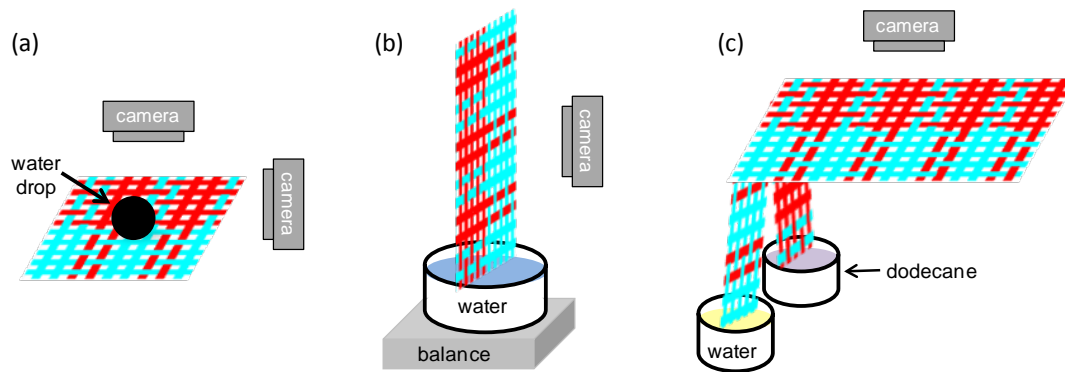 (a)
camera
water
drop
camera
(b)
camera
water
balance
(c)
camera
dodecane
water